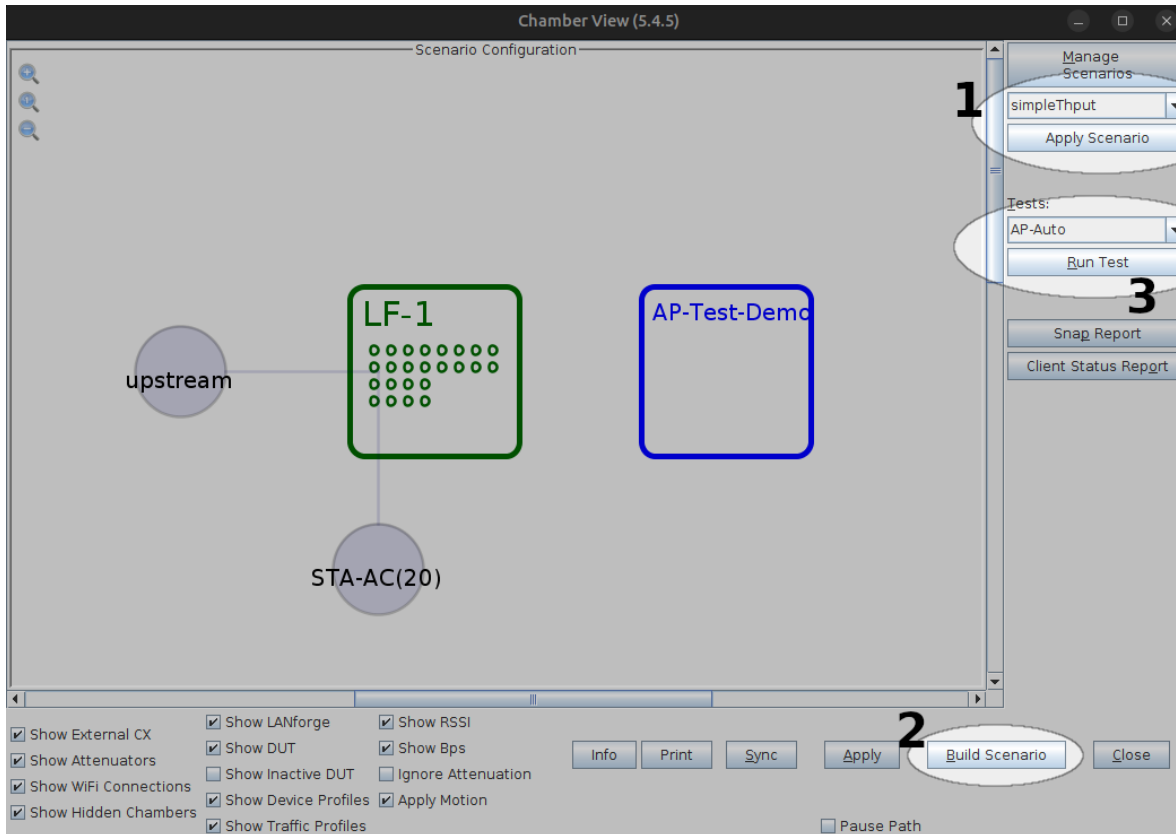 Chamber View (5.4.5)
Scenario Configuration
Manage
Scenarios
1
simpleThput
Apply Scenario
Tests:
AP-Auto
Run Test
3
Snap Report
Client Status Report
LF-1
AP-Test-Demo
upstream
STA-AC(20)
Show External CX
Show Attenuators
Show WiFi Connections
Show Hidden Chambers
Show LANforge
Show DUT
Show Inactive DUT
Show Device Profiles
Show Traffic Profiles
Show RSSI
Show Bps
Ignore Attenuation
Apply Motion
Info
Print
Sync
Apply
2
Build Scenario
Close
Pause Path